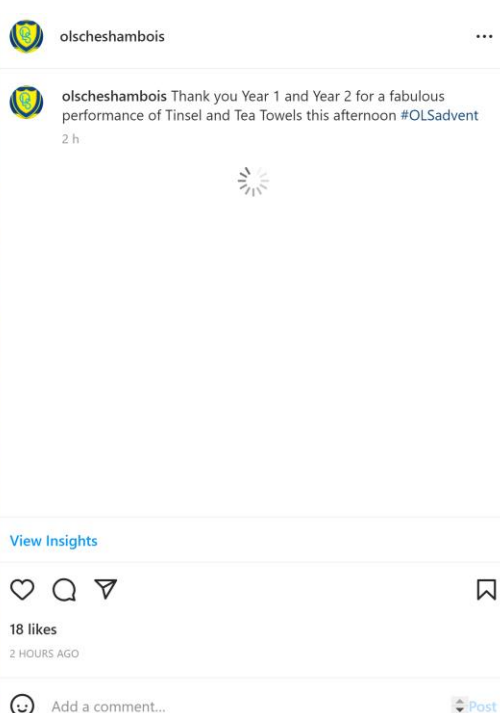 olscheshambois
olscheshambois Thank you Year 1 and Year 2 for a fabulous
performance of Tinsel and Tea Towels this afternoon #OLSadvent
2 h
View Insights
18 likes
2 HOURS AGO
Add a comment...
Post